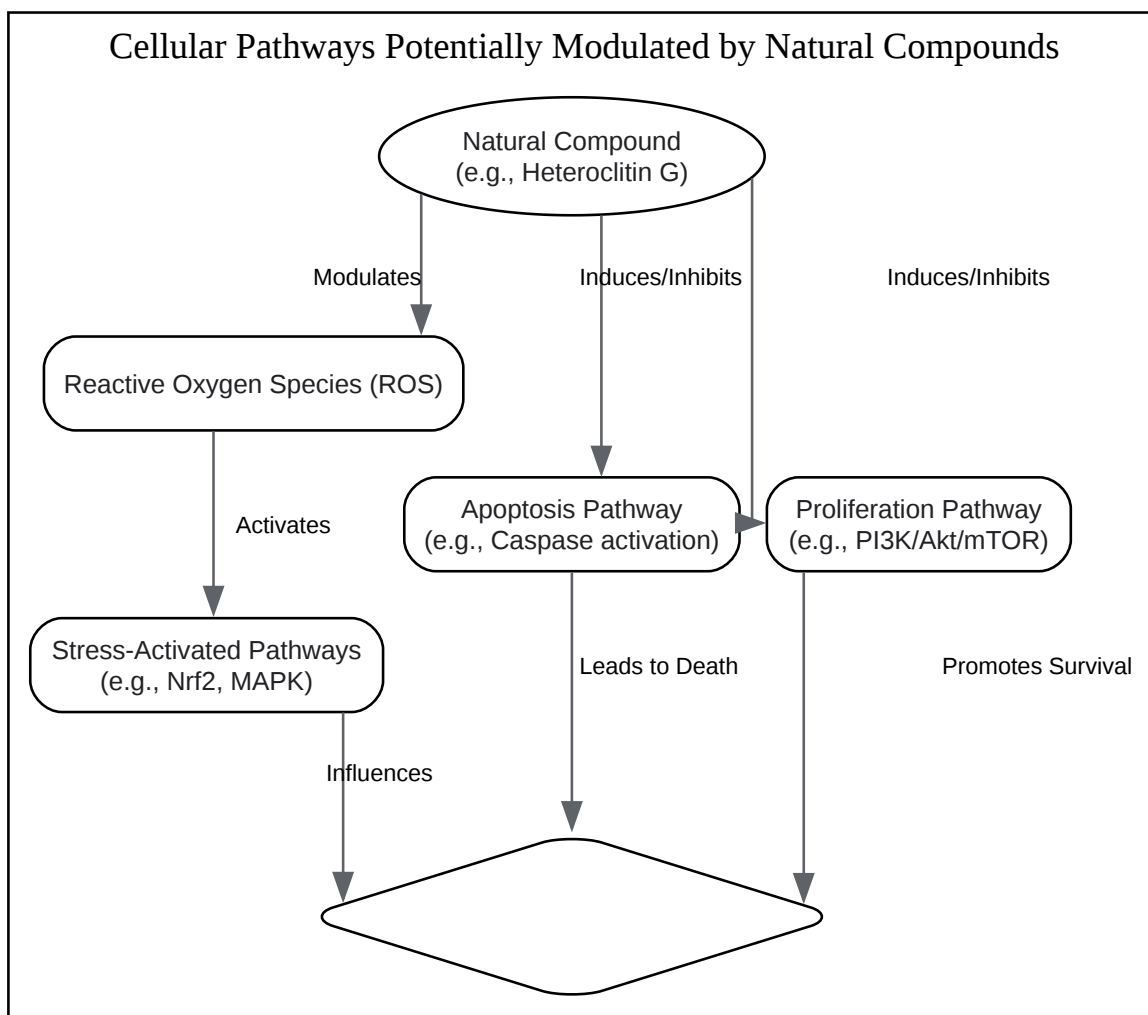 Cellular Pathways Potentially Modulated by Natural Compounds
Natural Compound
(e.g., Heteroclitin G)
Modulates
Induces/Inhibits
Induces/Inhibits
Reactive Oxygen Species (ROS)
Apoptosis Pathway
(e.g., Caspase activation)
Proliferation Pathway
(e.g., PI3K/Akt/mTOR)
Activates
Stress-Activated Pathways
(e.g., Nrf2, MAPK)
Leads to Death
Promotes Survival
Influences